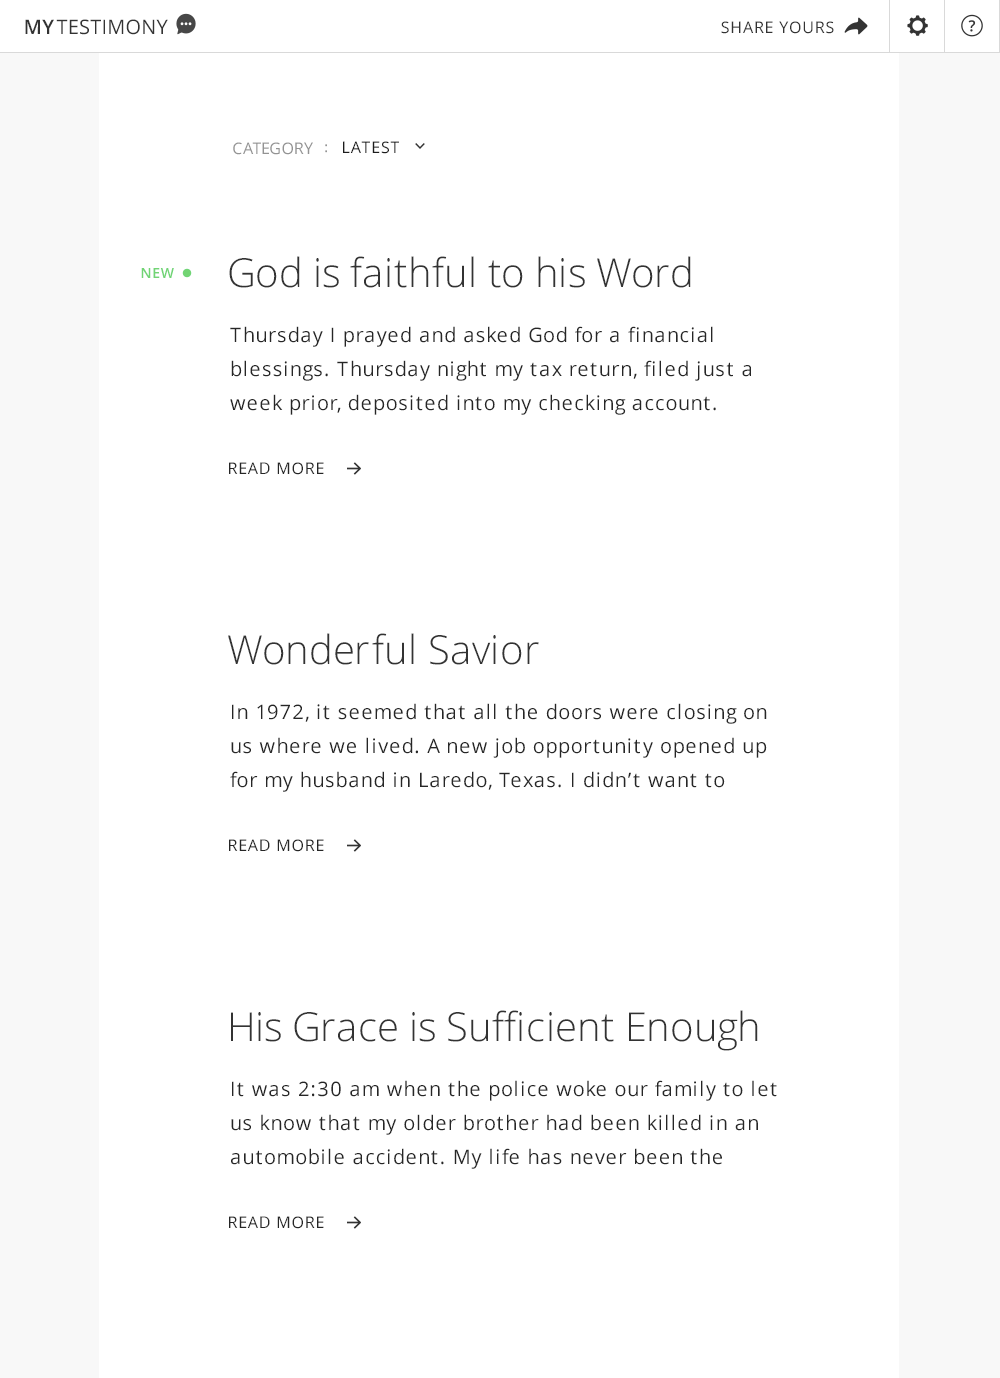 MYTESTIMONY
SHARE YOURS
?
CATEGORY : LATEST
NEW
God is faithful to his Word
Thursday I prayed and asked God for a financial
blessings. Thursday night my tax return, filed just a
week prior, deposited into my checking account.
READ MORE →
Wonderful Savior
In 1972, it seemed that all the doors were closing on
us where we lived. A new job opportunity opened up
for my husband in Laredo, Texas. I didn’t want to
READ MORE →
His Grace is Sufficient Enough
It was 2:30 am when the police woke our family to let
us know that my older brother had been killed in an
automobile accident. My life has never been the
READ MORE →